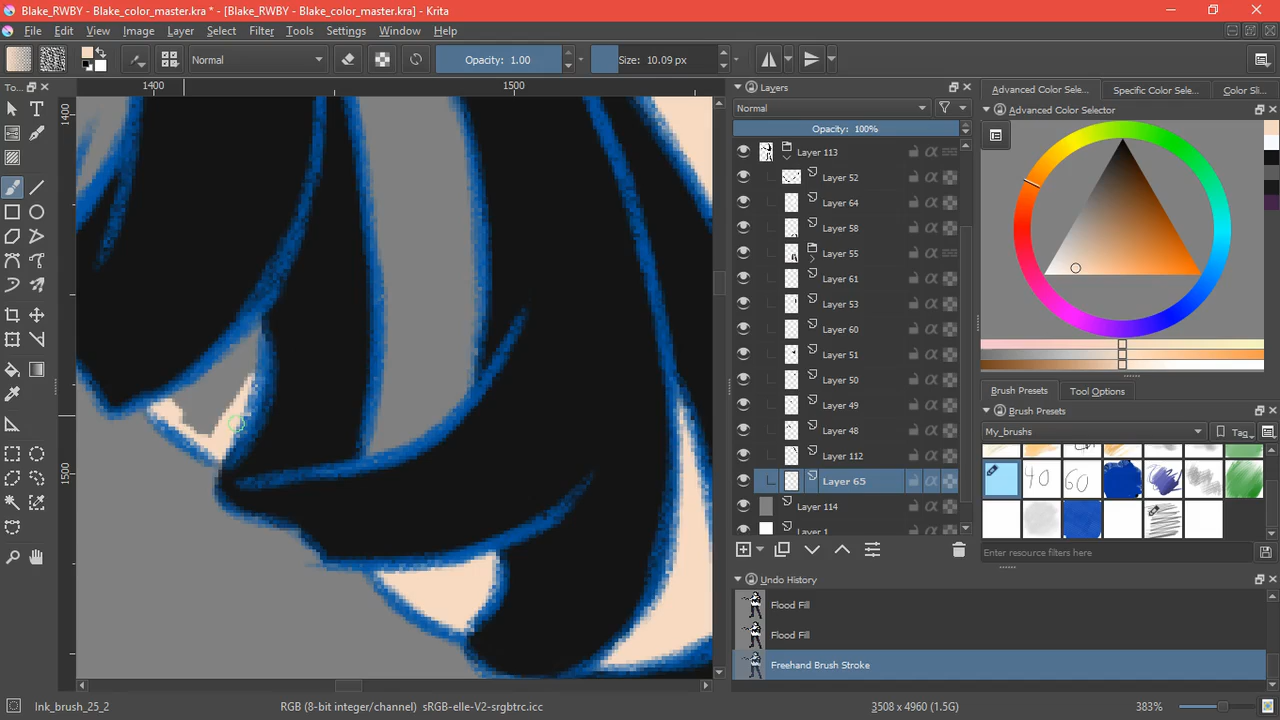 Blake_RWBY - Blake_color_master.kra * - [Blake_RWBY - Blake_color_master.kra] - Krita
File Edit View Image Layer Select Filter Tools Settings Window Help
Normal Opacity: 1.00 Size: 10.09 px
To...
1400 1500
1400
1500
Layers
Normal
Opacity: 100%
Layer 113
Layer 52
Layer 64
Layer 58
Layer 55
Layer 61
Layer 53
Layer 60
Layer 51
Layer 50
Layer 49
Layer 48
Layer 112
Layer 65
Layer 114
Layer 1
Undo History
Flood Fill
Flood Fill
Freehand Brush Stroke
Advanced Color Sele... Specific Color Sele... Color Sli...
Advanced Color Selector
Brush Presets Tool Options
Brush Presets
My_brushs Tag
40 60
Enter resource filters here
Ink_brush_25_2 RGB (8-bit integer/channel) sRGB-elle-V2-srgbtrc.icc 3508 x 4960 (1.5G) 383%